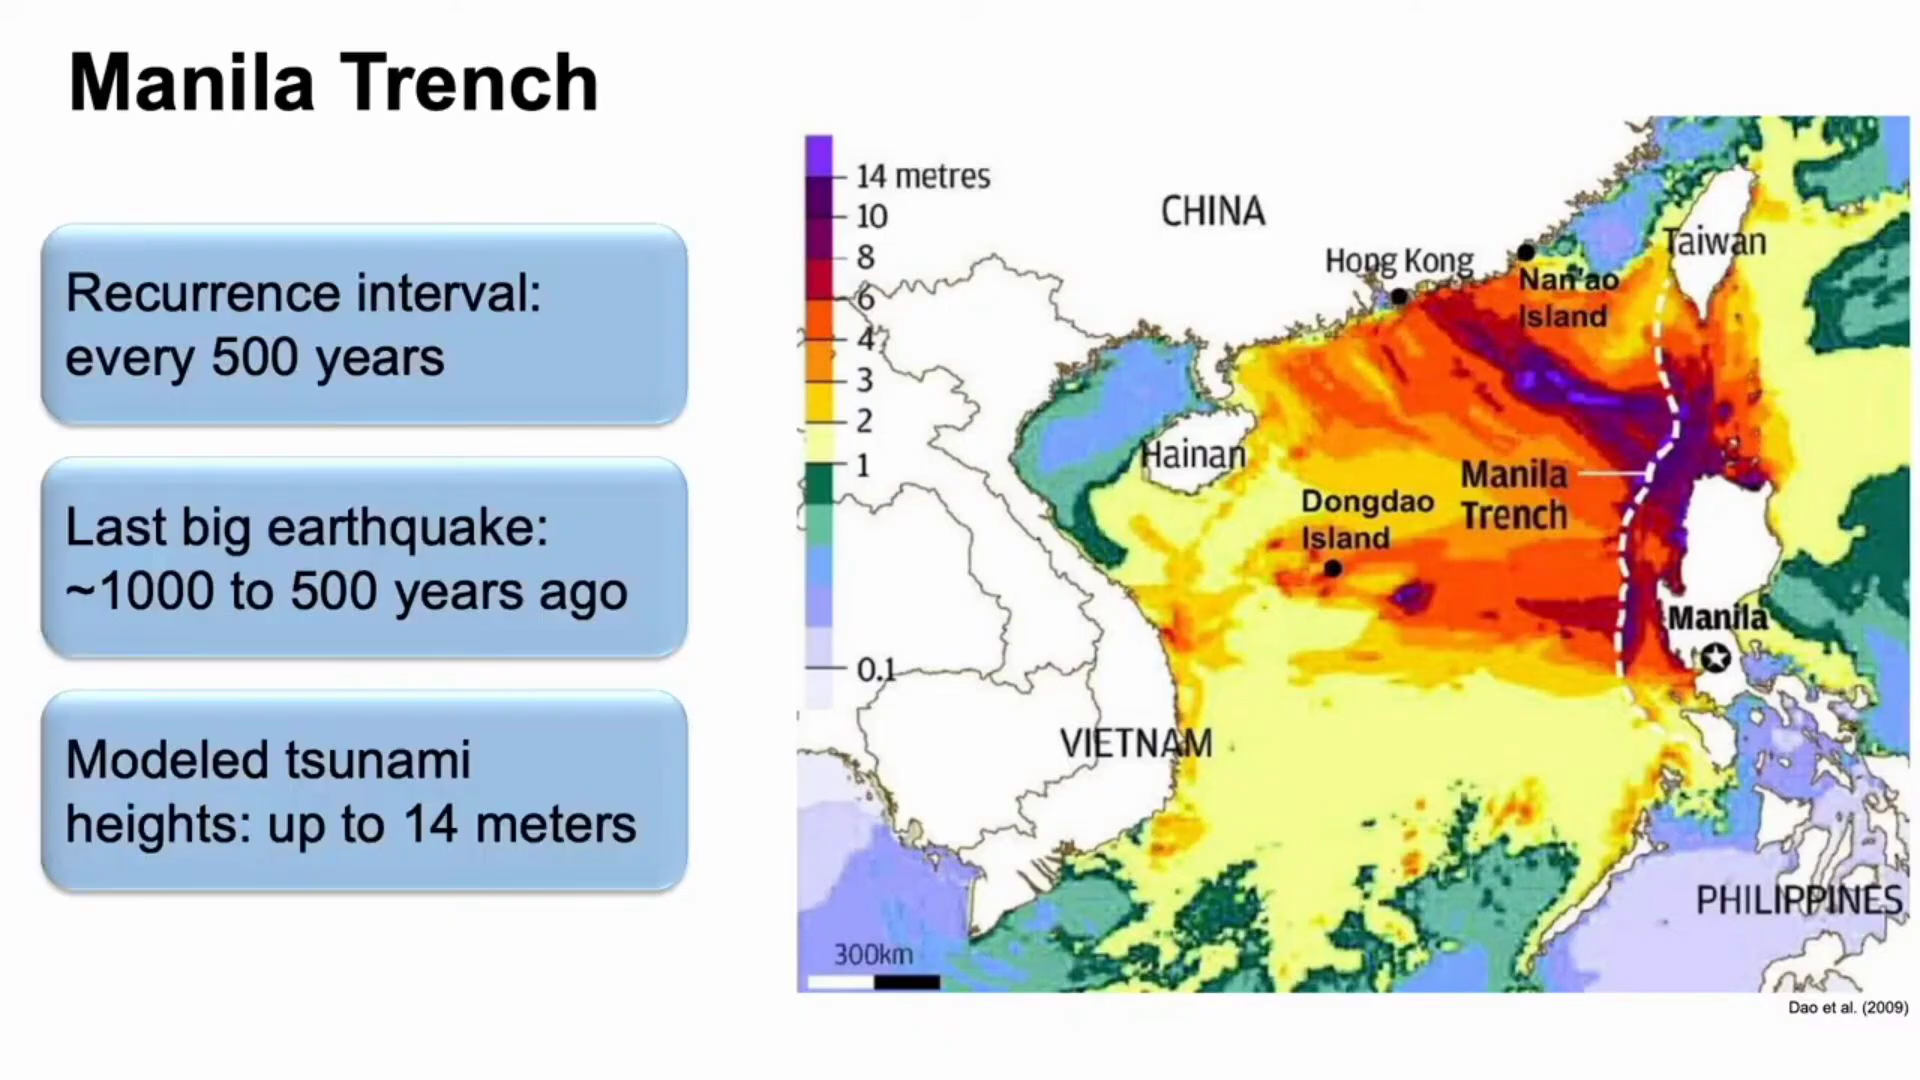 Manila Trench
Recurrence interval:
every 500 years
Last big earthquake:
~1000 to 500 years ago
Modeled tsunami
heights: up to 14 meters
14 metres
10
8
6
4
3
2
1
0.1
CHINA
Hong Kong
Taiwan
Nan'ao
Island
Hainan
Dongdao
Island
Manila
Trench
Manila
VIETNAM
PHILIPPINES
300km
Dao et al. (2009)